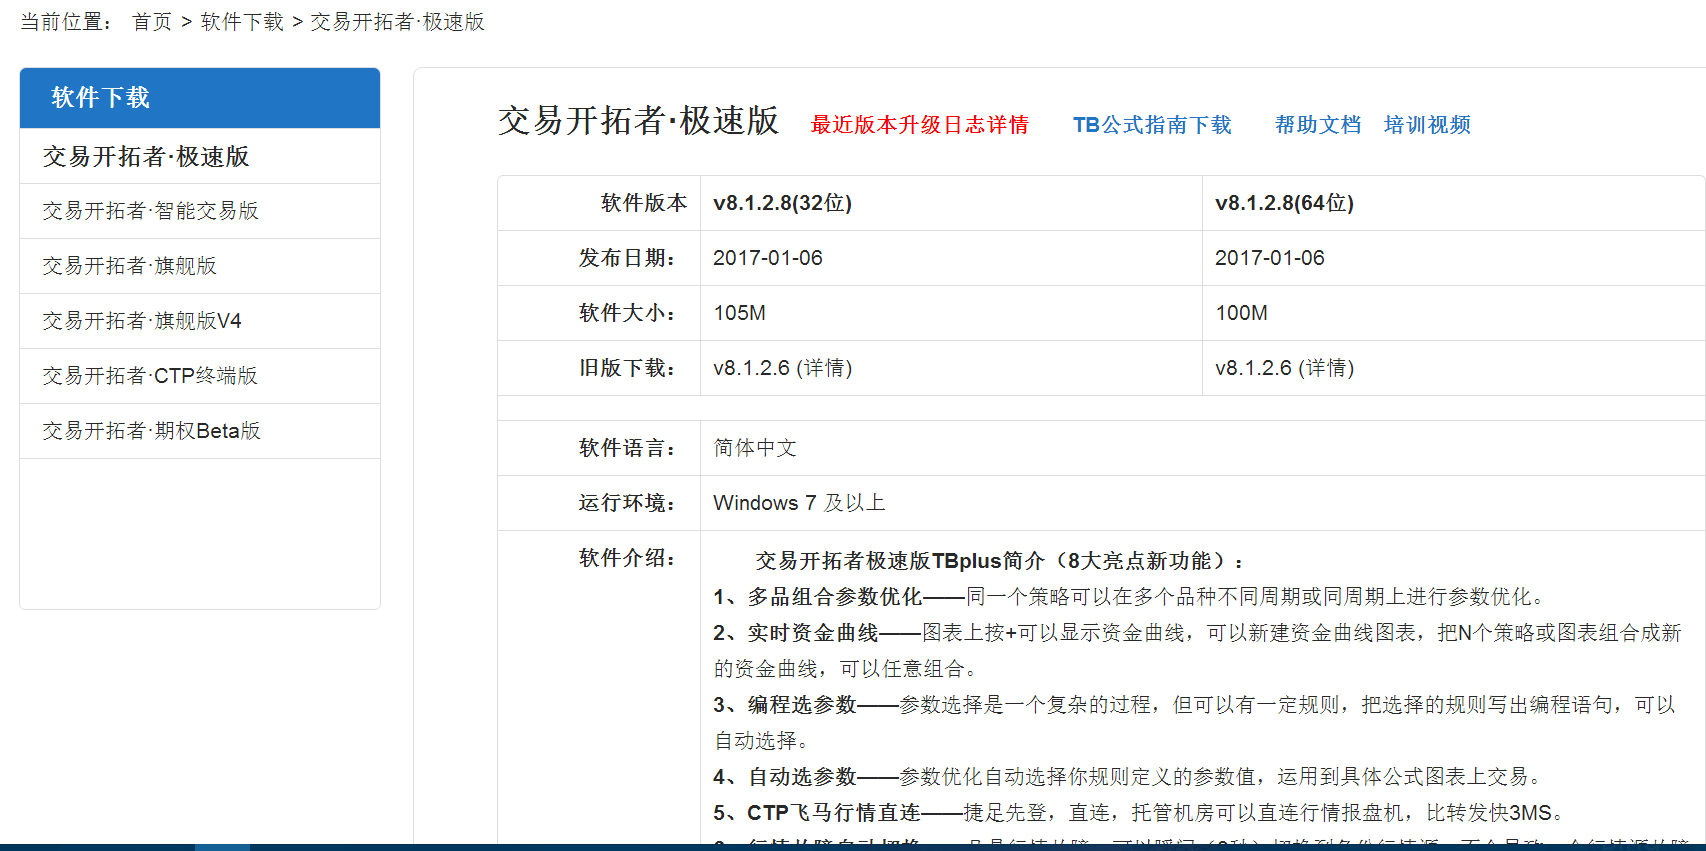 当前位置： 首页 > 软件下载 > 交易开拓者·极速版
软件下载
交易开拓者·极速版
交易开拓者·智能交易版
交易开拓者·旗舰版
交易开拓者·旗舰版V4
交易开拓者·CTP终端版
交易开拓者·期权Beta版
交易开拓者·极速版 最近版本升级日志详情 TB公式指南下载 帮助文档 培训视频
软件版本 v8.1.2.8(32位) v8.1.2.8(64位)
发布日期： 2017-01-06 2017-01-06
软件大小： 105M 100M
旧版下载： v8.1.2.6 (详情) v8.1.2.6 (详情)
软件语言： 简体中文
运行环境： Windows 7 及以上
软件介绍： 交易开拓者极速版TBplus简介（8大亮点新功能）：
1、多品组合参数优化——同一个策略可以在多个品种不同周期或同周期上进行参数优化。
2、实时资金曲线——图表上按+可以显示资金曲线，可以新建资金曲线图表，把N个策略或图表组合成新
的资金曲线，可以任意组合。
3、编程选参数——参数选择是一个复杂的过程，但可以有一定规则，把选择的规则写出编程语句，可以
自动选择。
4、自动选参数——参数优化自动选择你规则定义的参数值，运用到具体公式图表上交易。
5、CTP飞马行情直连——捷足先登，直连，托管机房可以直连行情报盘机，比转发快3MS。